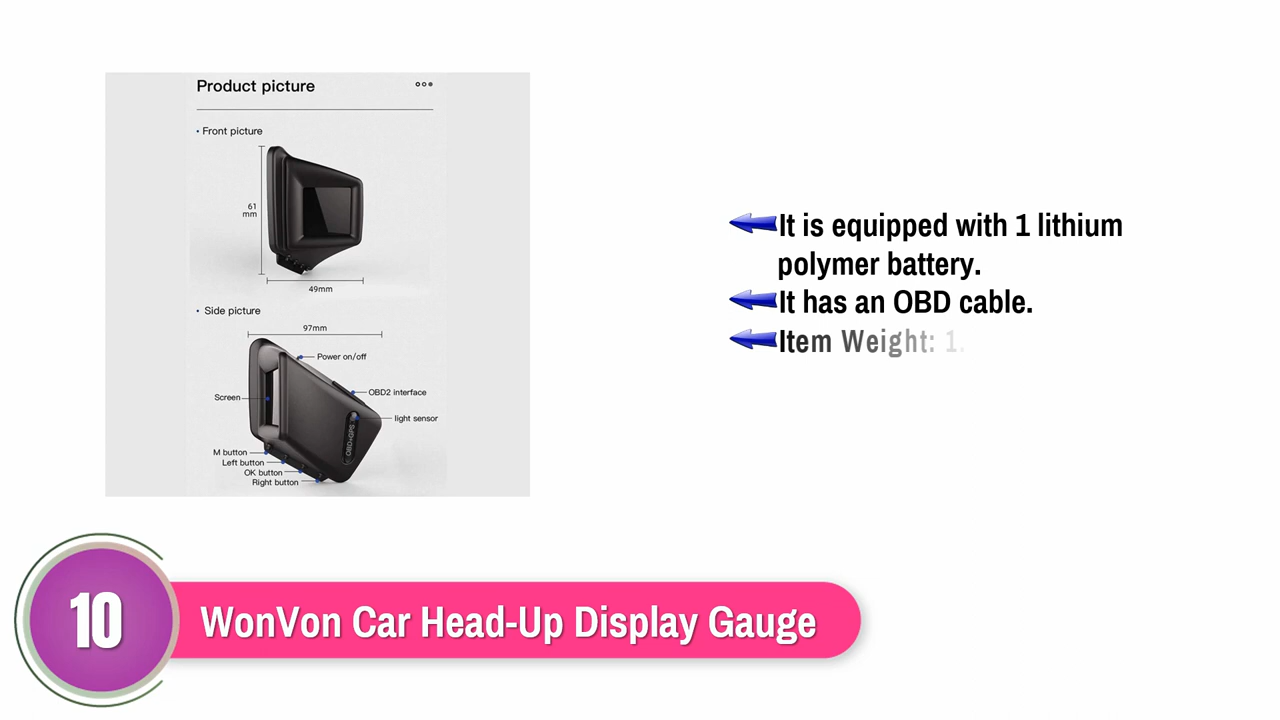 Product picture
• Front picture
61
mm
49mm
• Side picture
97mm
Power on/off
OBD2 interface
Screen
light sensor
OBD+GPS
M button
Left button
OK button
Right button
It is equipped with 1 lithium
polymer battery.
It has an OBD cable.
Item Weight: 1.
10
WonVon Car Head-Up Display Gauge